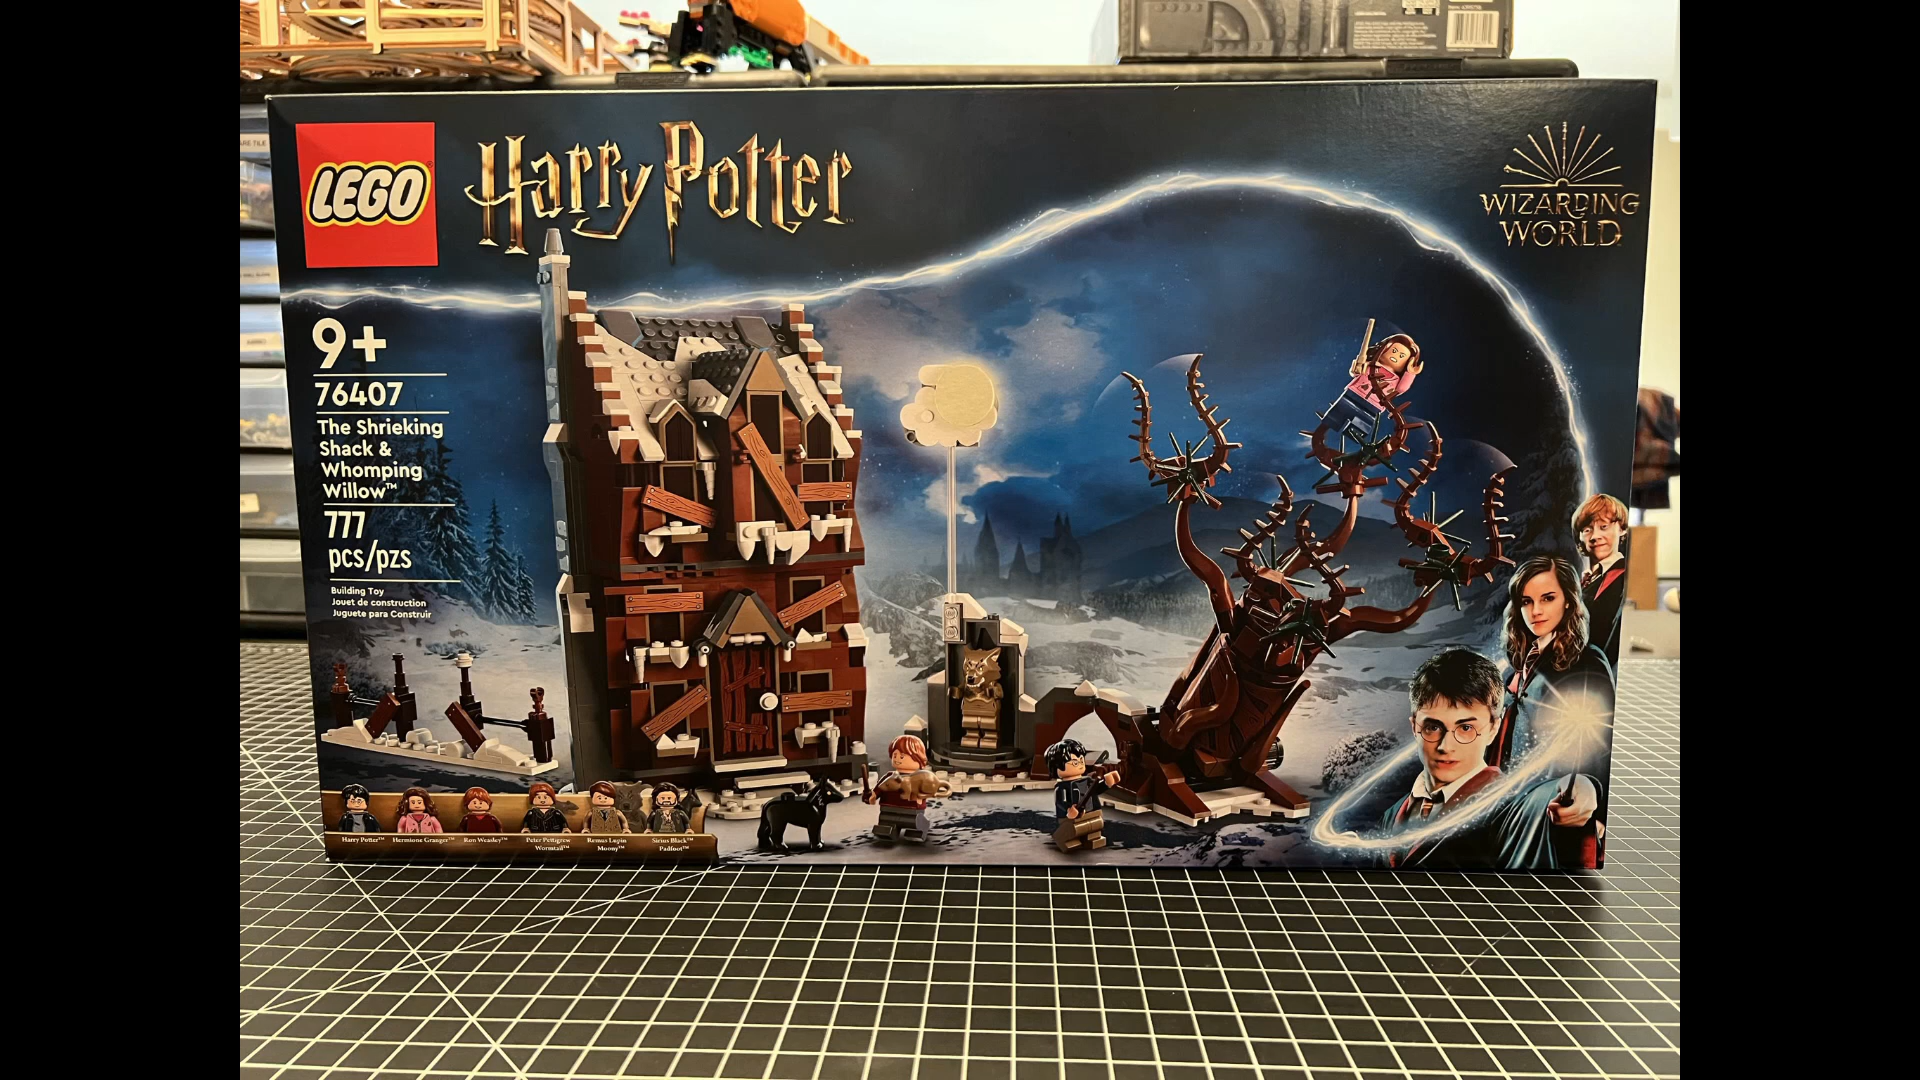 LEGO
Harry Potter
WIZARDING
WORLD
9+
76407
The Shrieking
Shack &
Whomping
Willow™
777
pcs/pzs
Building Toy
Jouet de construction
Juguete para Construir
Harry Potter™
Hermione Granger™
Ron Weasley™
Peter Pettigrew
Wormtail™
Remus Lupin
Moony™
Sirius Black™
Padfoot™